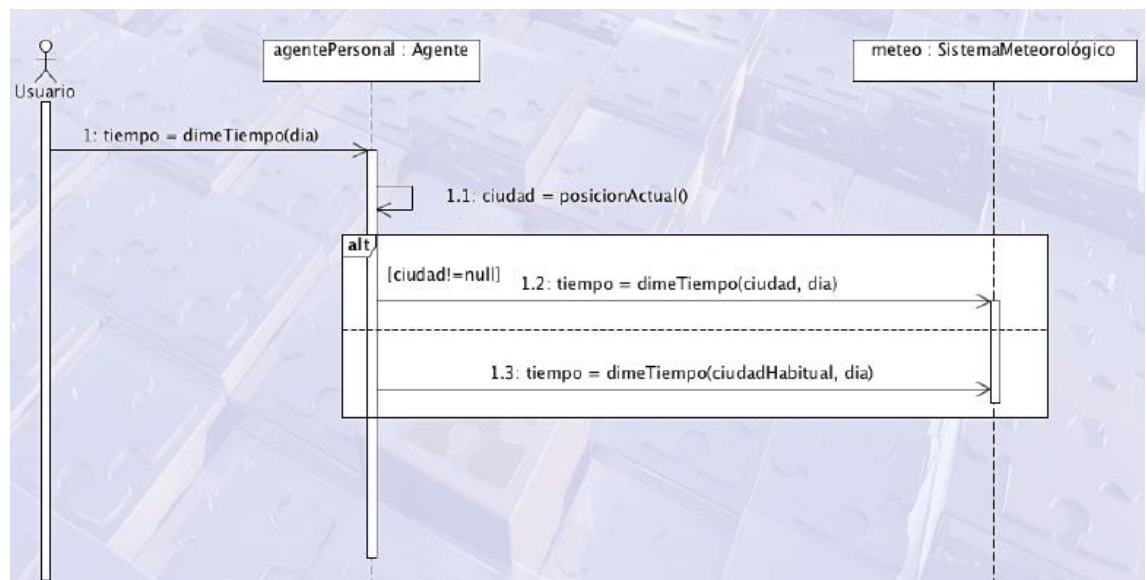 agentePersonal : Agente
meteo : SistemaMeteorológico
Usuario
1: tiempo = dimeTiempo(dia)
1.1: ciudad = posicionActual()
alt
[ciudad!=null]
1.2: tiempo = dimeTiempo(ciudad, dia)
1.3: tiempo = dimeTiempo(ciudadHabitual, dia)